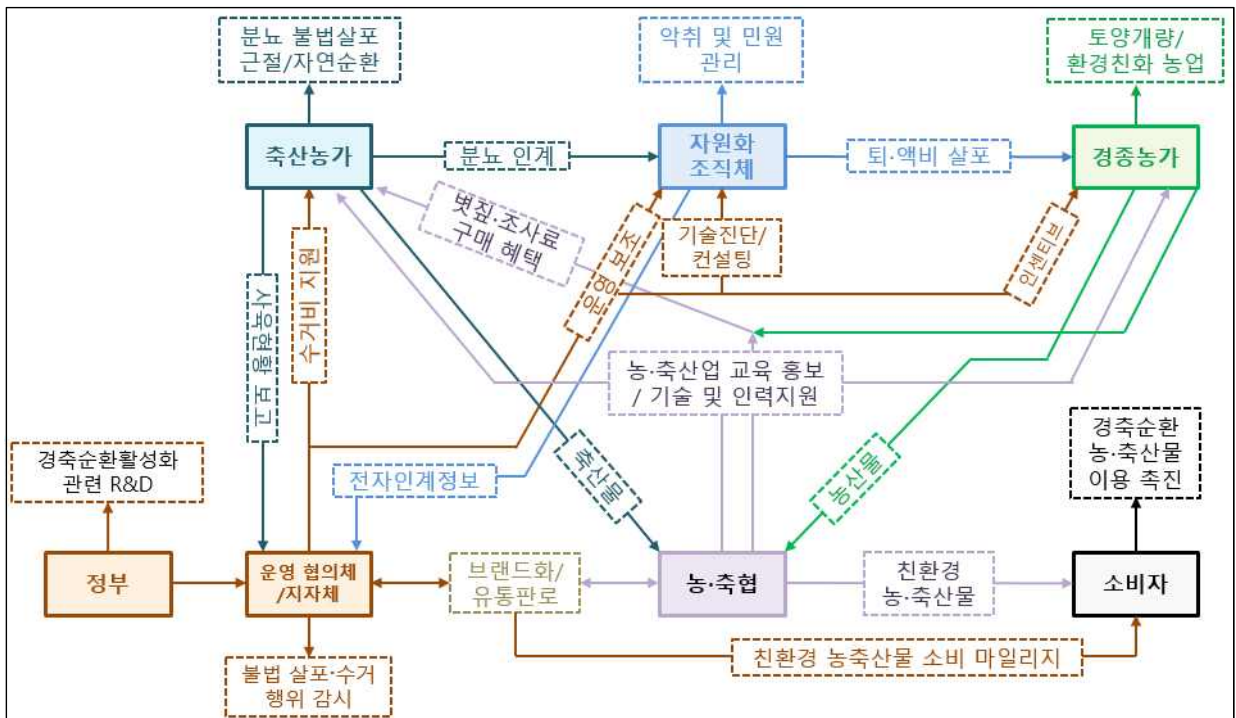 분뇨 불법살포
근절/자연순환
악취 및 민원
관리
토양개량/
환경친화 농업
축산농가
분뇨 인계
자원화
조직체
퇴·액비 살포
경종농가
볏짚·조사료
구매 혜택
기술진단/
컨설팅
수거비 지원
운영 보조
인센티브
사육현황 보고
농·축산업 교육 홍보
/ 기술 및 인력지원
경축순환활성화
관련 R&D
전자인계정보
축산물
농산물
경축순환
농·축산물
이용 촉진
정부
운영 협의체
/지자체
브랜드화/
유통판로
농·축협
친환경
농·축산물
소비자
불법 살포·수거
행위 감시
친환경 농축산물 소비 마일리지